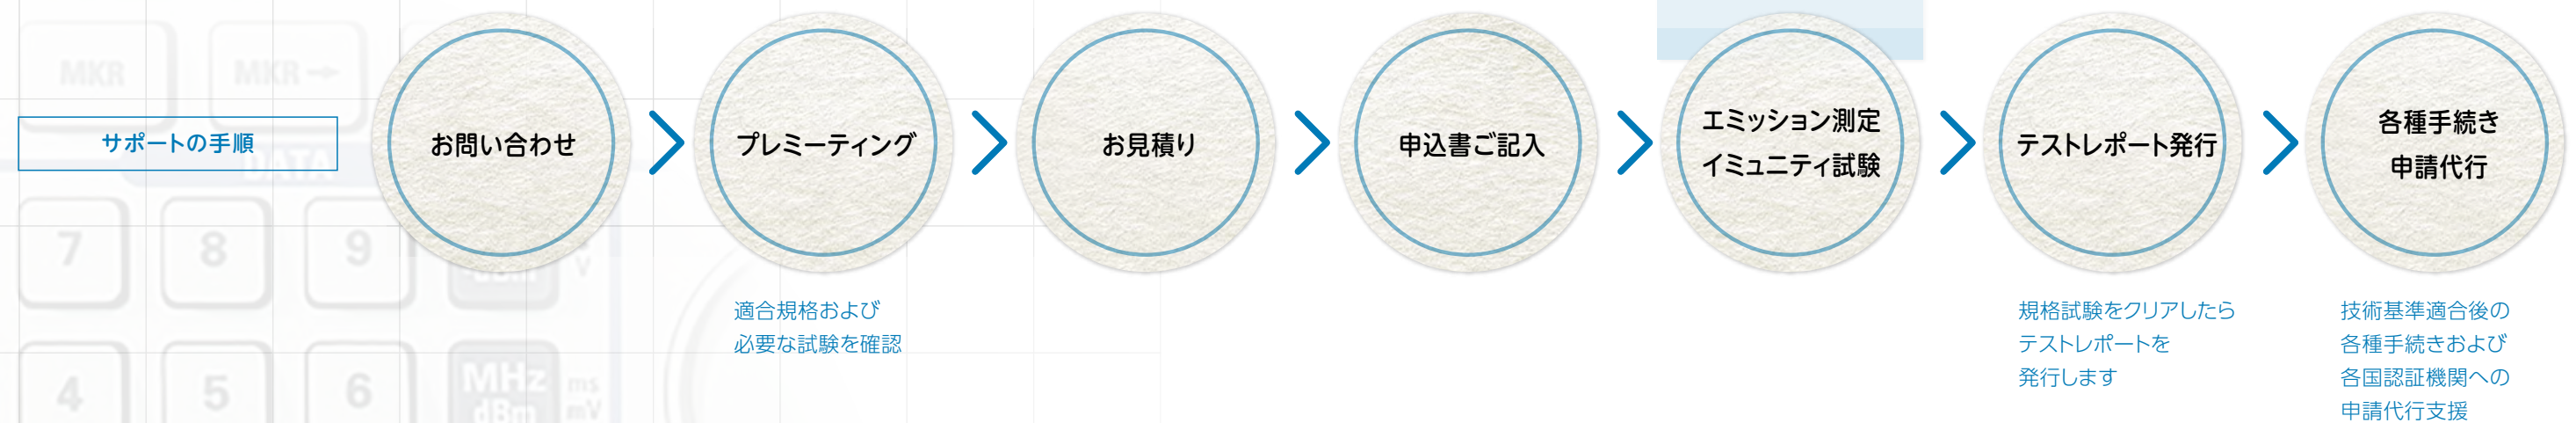 サポートの手順
お問い合わせ
プレミーティング
適合規格および
必要な試験を確認
お見積り
申込書ご記入
エミッション測定
イミュニティ試験
テストレポート発行
規格試験をクリアしたら
テストレポートを
発行します
各種手続き
申請代行
技術基準適合後の
各種手続きおよび
各国認証機関への
申請代行支援
MKR
MKR→
DATA
7
8
9
dBm
V
4
5
6
MHz
dBm
ms
mV